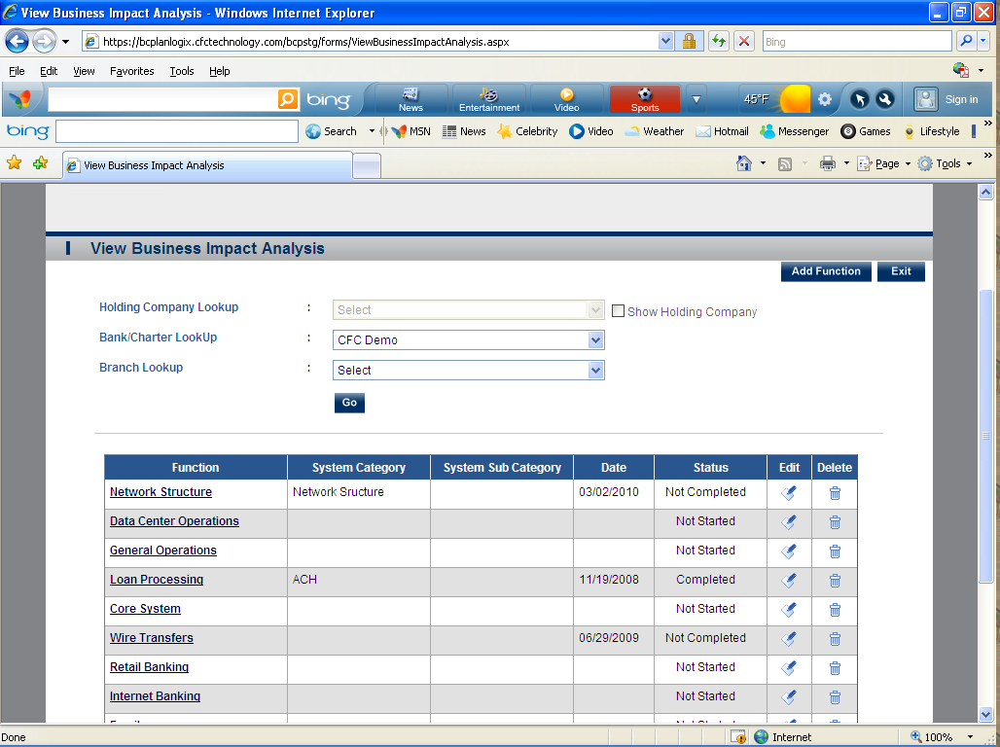 View Business Impact Analysis - Windows Internet Explorer
https://bcplanlogix.cfctechnology.com/bcpstg/forms/ViewBusinessImpactAnalysis.aspx Bing
File Edit View Favorites Tools Help
bing News Entertainment Video Sports 45°F Sign in
bing Search MSN News Celebrity Video Weather Hotmail Messenger Games Lifestyle
View Business Impact Analysis Page Tools
View Business Impact Analysis
Add Function Exit
Holding Company Lookup : Select Show Holding Company
Bank/Charter LookUp : CFC Demo
Branch Lookup : Select
Go
Function System Category System Sub Category Date Status Edit Delete
Network Structure Network Sructure 03/02/2010 Not Completed
Data Center Operations Not Started
General Operations Not Started
Loan Processing ACH 11/19/2008 Completed
Core System Not Started
Wire Transfers 06/29/2009 Not Completed
Retail Banking Not Started
Internet Banking Not Started
Done Internet 100%